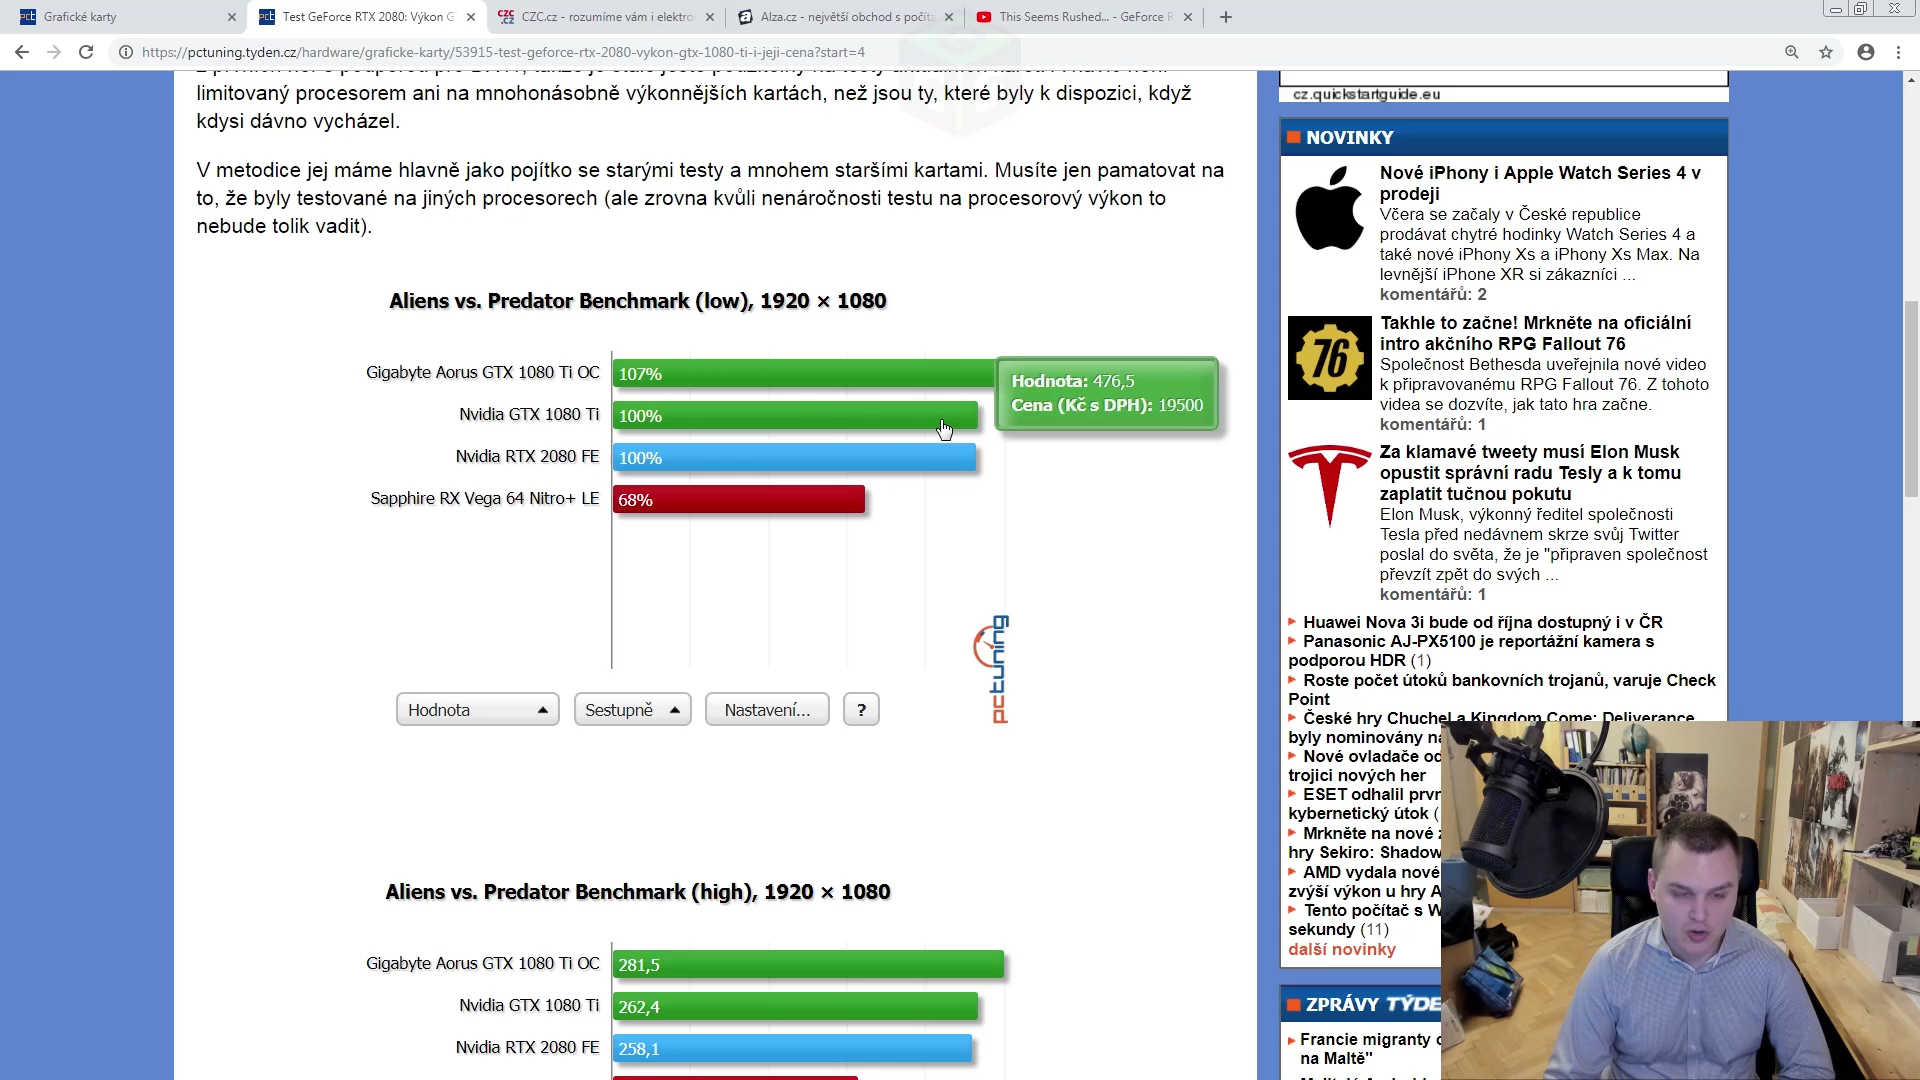 Grafické karty
Test GeForce RTX 2080: Výkon G
CZC.cz - rozumíme vám i elektro
Alza.cz - největší obchod s počíta
This Seems Rushed... - GeForce R
https://pctuning.tyden.cz/hardware/graficke-karty/53915-test-geforce-rtx-2080-vykon-gtx-1080-ti-i-jeji-cena?start=4
limitovaný procesorem ani na mnohonásobně výkonnějších kartách, než jsou ty, které byly k dispozici, když
kdysi dávno vycházel.
V metodice jej máme hlavně jako pojítko se starými testy a mnohem staršími kartami. Musíte jen pamatovat na
to, že byly testované na jiných procesorech (ale zrovna kvůli nenáročnosti testu na procesorový výkon to
nebude tolik vadit).
Aliens vs. Predator Benchmark (low), 1920 × 1080
Gigabyte Aorus GTX 1080 Ti OC 107%
Nvidia GTX 1080 Ti 100%
Nvidia RTX 2080 FE 100%
Sapphire RX Vega 64 Nitro+ LE 68%
Hodnota: 476,5
Cena (Kč s DPH): 19500
pctuning
Hodnota Sestupně Nastavení... ?
Aliens vs. Predator Benchmark (high), 1920 × 1080
Gigabyte Aorus GTX 1080 Ti OC 281,5
Nvidia GTX 1080 Ti 262,4
Nvidia RTX 2080 FE 258,1
cz.quickstartguide.eu
NOVINKY
Nové iPhony i Apple Watch Series 4 v
prodeji
Včera se začaly v České republice
prodávat chytré hodinky Watch Series 4 a
také nové iPhony Xs a iPhony Xs Max. Na
levnější iPhone XR si zákazníci ...
komentářů: 2
76
Takhle to začne! Mrkněte na oficiální
intro akčního RPG Fallout 76
Společnost Bethesda uveřejnila nové video
k připravovanému RPG Fallout 76. Z tohoto
videa se dozvíte, jak tato hra začne.
komentářů: 1
Za klamavé tweety musí Elon Musk
opustit správní radu Tesly a k tomu
zaplatit tučnou pokutu
Elon Musk, výkonný ředitel společnosti
Tesla před nedávnem skrze svůj Twitter
poslal do světa, že je "připraven společnost
převzít zpět do svých ...
komentářů: 1
Huawei Nova 3i bude od října dostupný i v ČR
Panasonic AJ-PX5100 je reportážní kamera s
podporou HDR (1)
Roste počet útoků bankovních trojanů, varuje Check
Point
České hry Chuchel a Kingdom Come: Deliverance
byly nominovány na
Nové ovladače od
trojici nových her
ESET odhalil prvn
kybernetický útok (
Mrkněte na nové z
hry Sekiro: Shadow
AMD vydala nové
zvýší výkon u hry A
Tento počítač s W
sekundy (11)
další novinky
ZPRÁVY TÝDE
Francie migranty o
na Maltě"